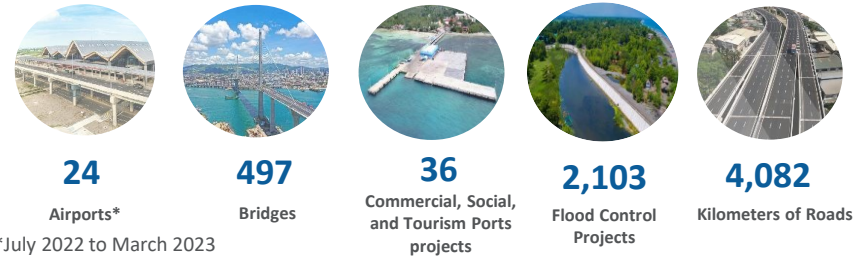 24
Airports*
497
Bridges
36
Commercial, Social,
and Tourism Ports
projects
2,103
Flood Control
Projects
4,082
Kilometers of Roads
*July 2022 to March 2023